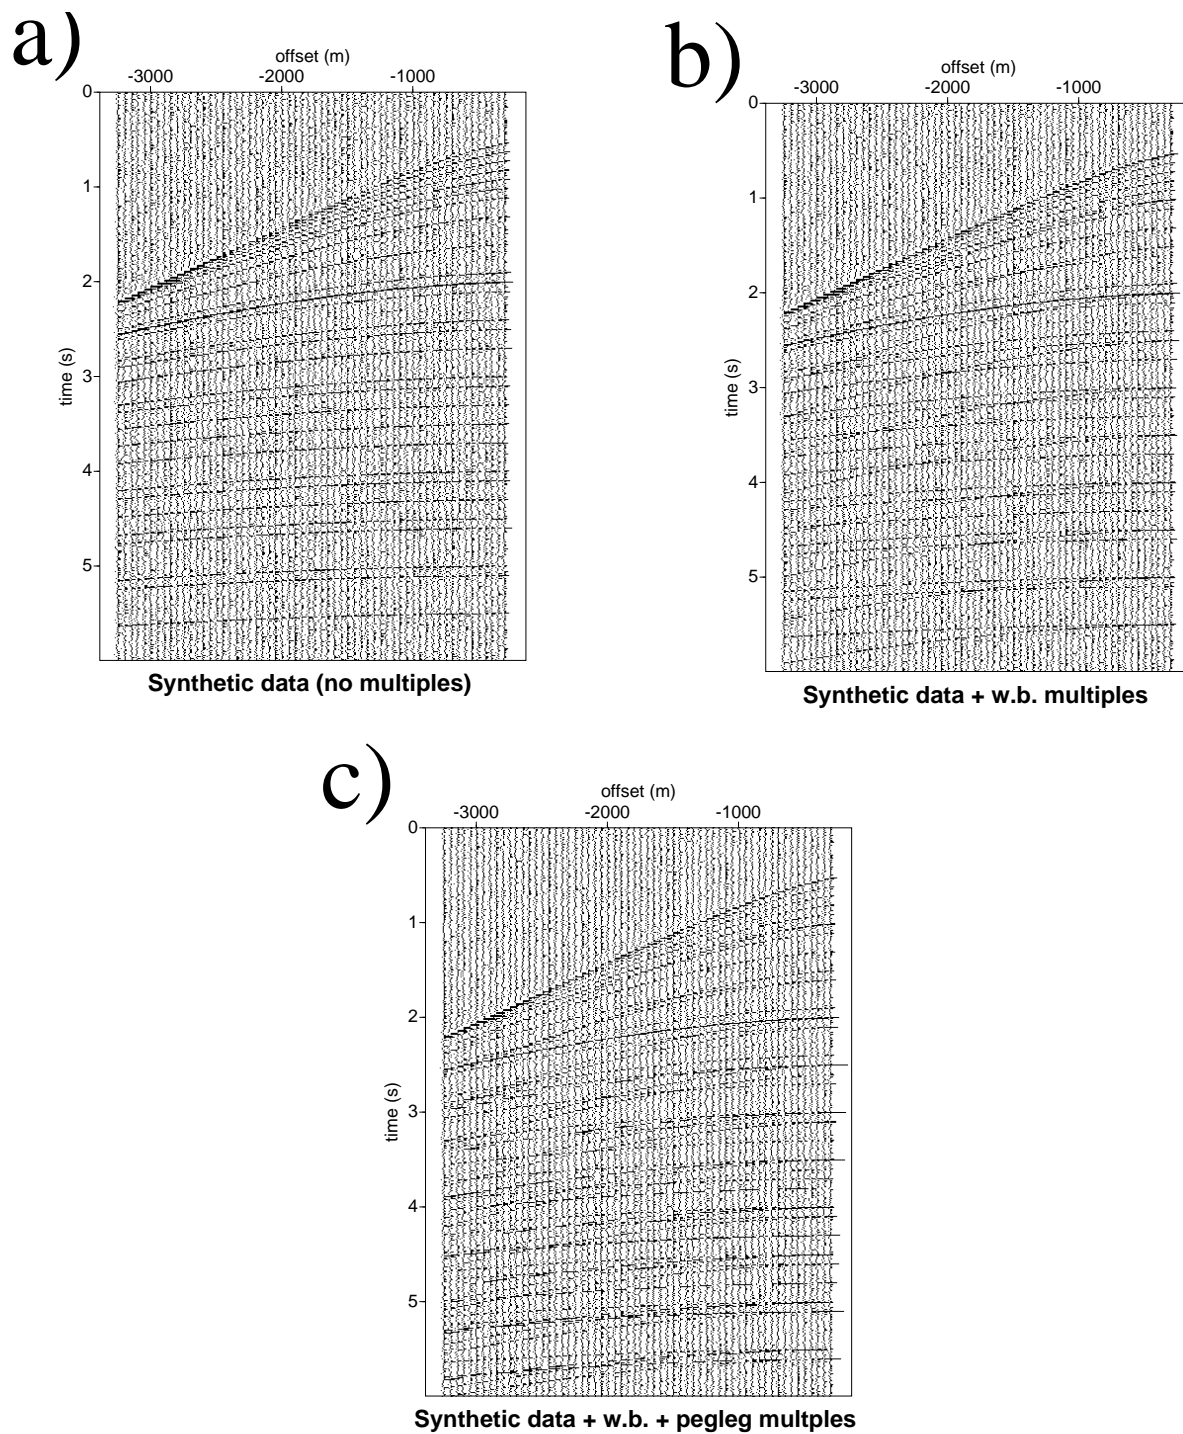 a)
offset (m)
-3000 -2000 -1000
0
1
2
3
4
5
time (s)
Synthetic data (no multiples)
b)
offset (m)
-3000 -2000 -1000
0
1
2
3
4
5
time (s)
Synthetic data + w.b. multiples
c)
offset (m)
-3000 -2000 -1000
0
1
2
3
4
5
time (s)
Synthetic data + w.b. + pegleg multples